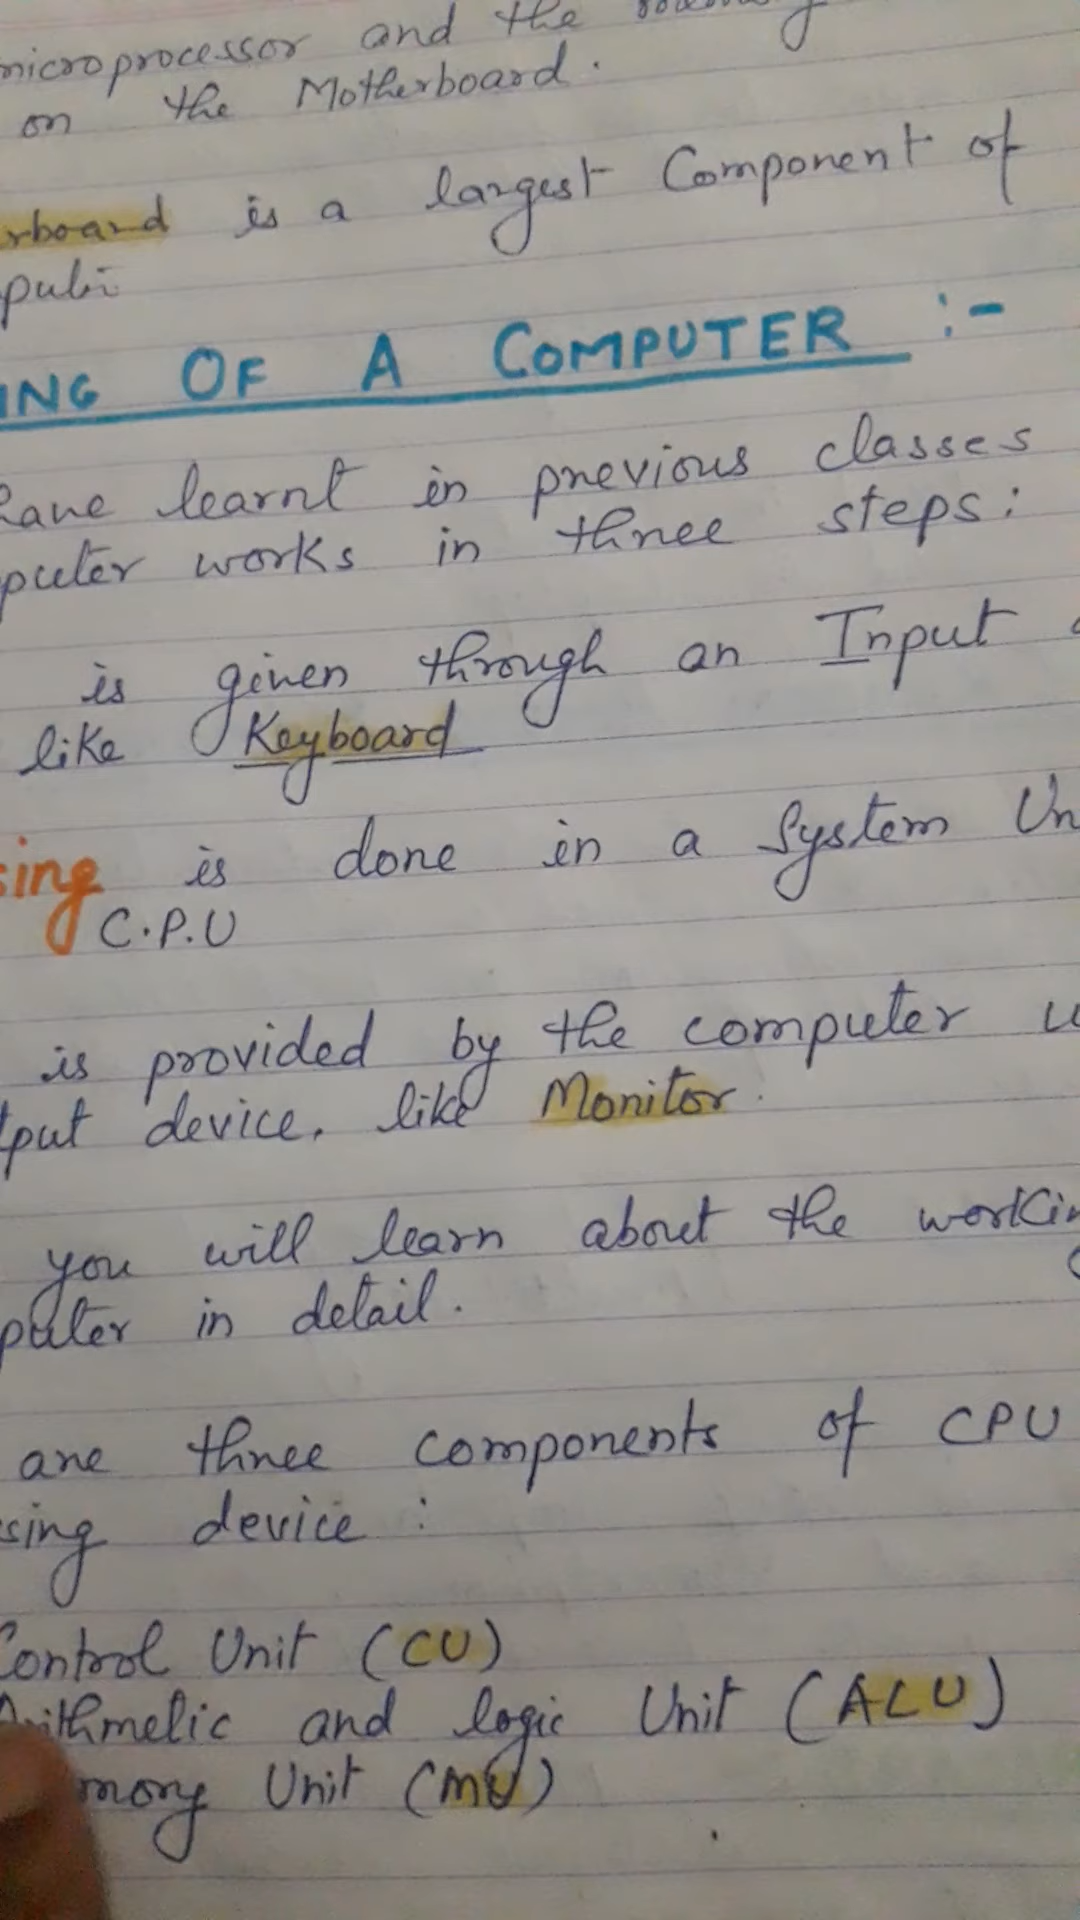 microprocessor and the
on the Motherboard.
rboard is a largest Component of
ING OF A COMPUTER :-
have learnt in previous classes
puter works in three steps:
is given through an Input
like Keyboard
sing is done in a System Un
C.P.U
is provided by the computer u
tput device. like Monitor.
you will learn about the workin
puter in detail.
are three components of CPU
sing device :
Control Unit (CU)
Arithmetic and logic Unit (ALU)
mory Unit (MU)